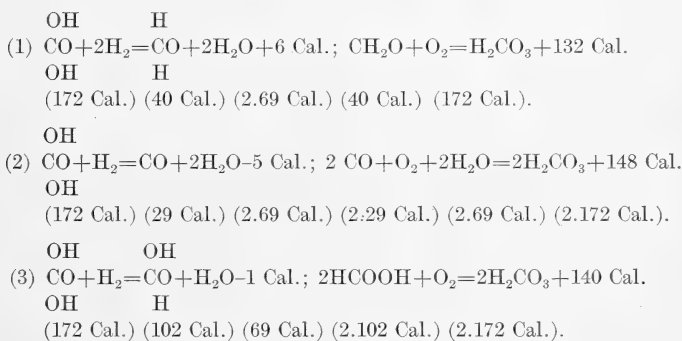 OH H
(1) CO+2H₂=CO+2H₂O+6 Cal.; CH₂O+O₂=H₂CO₃+132 Cal.
OH H
(172 Cal.) (40 Cal.) (2.69 Cal.) (40 Cal.) (172 Cal.).
OH
(2) CO+H₂=CO+2H₂O–5 Cal.; 2 CO+O₂+2H₂O=2H₂CO₃+148 Cal.
OH
(172 Cal.) (29 Cal.) (2.69 Cal.) (2.29 Cal.) (2.69 Cal.) (2.172 Cal.).
OH OH
(3) CO+H₂=CO+H₂O–1 Cal.; 2HCOOH+O₂=2H₂CO₃+140 Cal.
OH H
(172 Cal.) (102 Cal.) (69 Cal.) (2.102 Cal.) (2.172 Cal.).